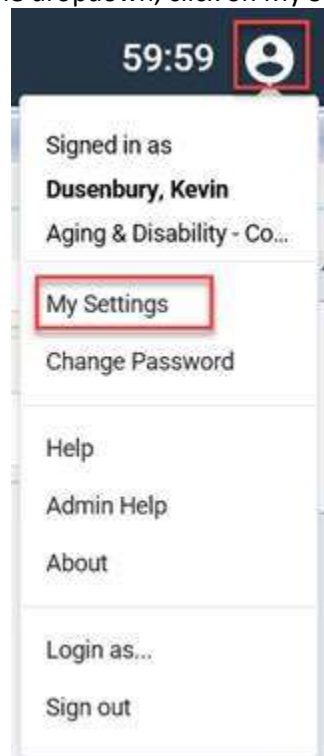 59:59
Signed in as
Dusenbury, Kevin
Aging & Disability - Co...
My Settings
Change Password
Help
Admin Help
About
Login as...
Sign out